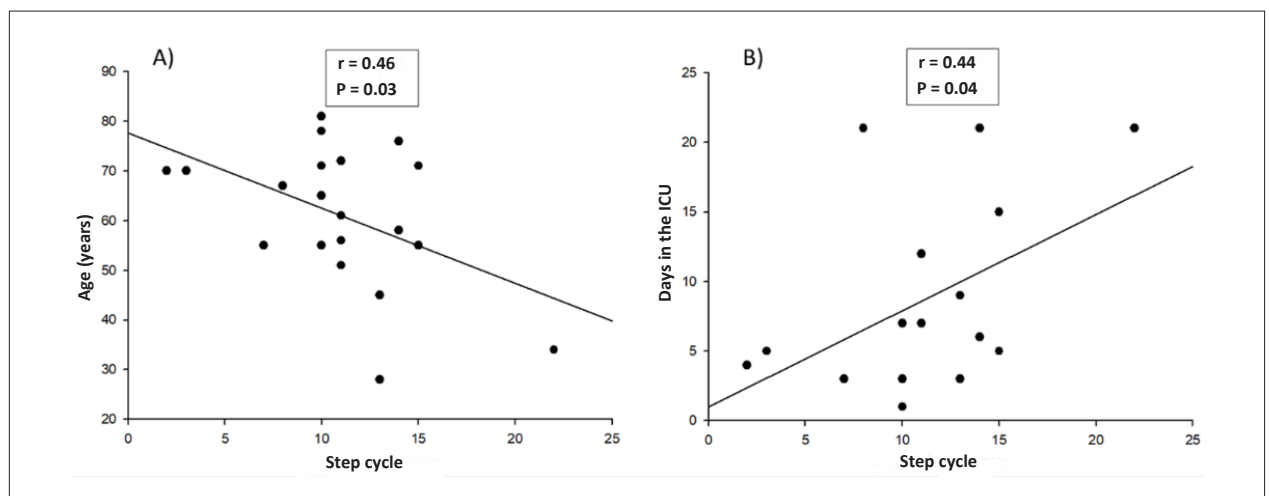 A)
r = 0.46
P = 0.03
90
80
70
60
50
40
30
20
Age (years)
0 5 10 15 20 25
Step cycle
B)
r = 0.44
P = 0.04
25
20
15
10
5
0
Days in the ICU
0 5 10 15 20 25
Step cycle